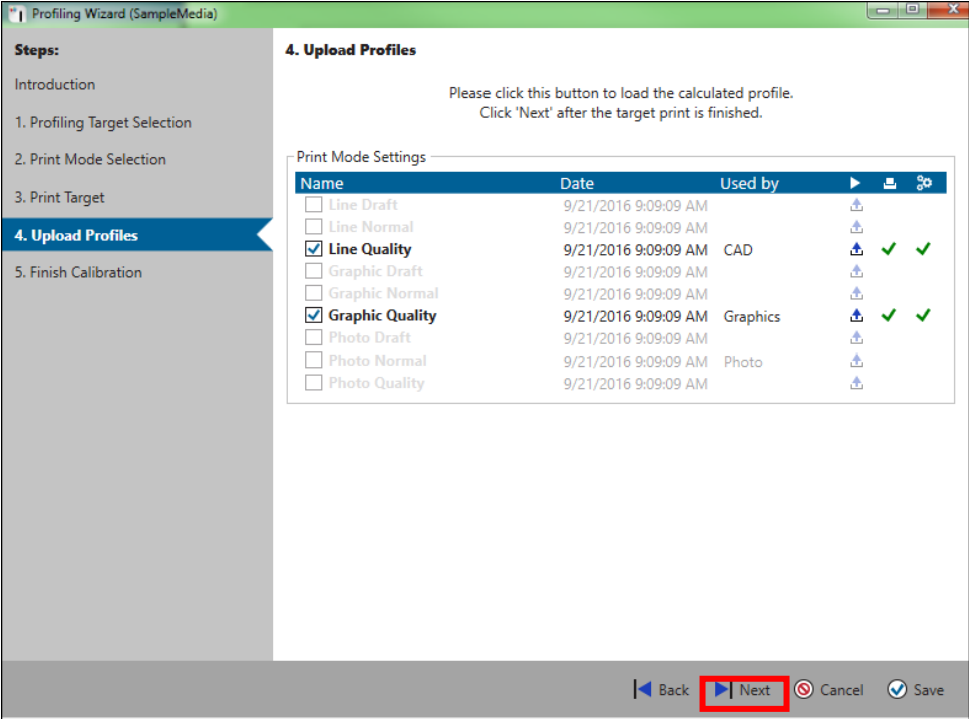 Profiling Wizard (SampleMedia)
Steps:
Introduction
1. Profiling Target Selection
2. Print Mode Selection
3. Print Target
4. Upload Profiles
5. Finish Calibration
4. Upload Profiles
Please click this button to load the calculated profile.
Click 'Next' after the target print is finished.
Print Mode Settings
Name Date Used by
Line Draft 9/21/2016 9:09:09 AM
Line Normal 9/21/2016 9:09:09 AM
Line Quality 9/21/2016 9:09:09 AM CAD
Graphic Draft 9/21/2016 9:09:09 AM
Graphic Normal 9/21/2016 9:09:09 AM
Graphic Quality 9/21/2016 9:09:09 AM Graphics
Photo Draft 9/21/2016 9:09:09 AM
Photo Normal 9/21/2016 9:09:09 AM Photo
Photo Quality 9/21/2016 9:09:09 AM
Back Next Cancel Save